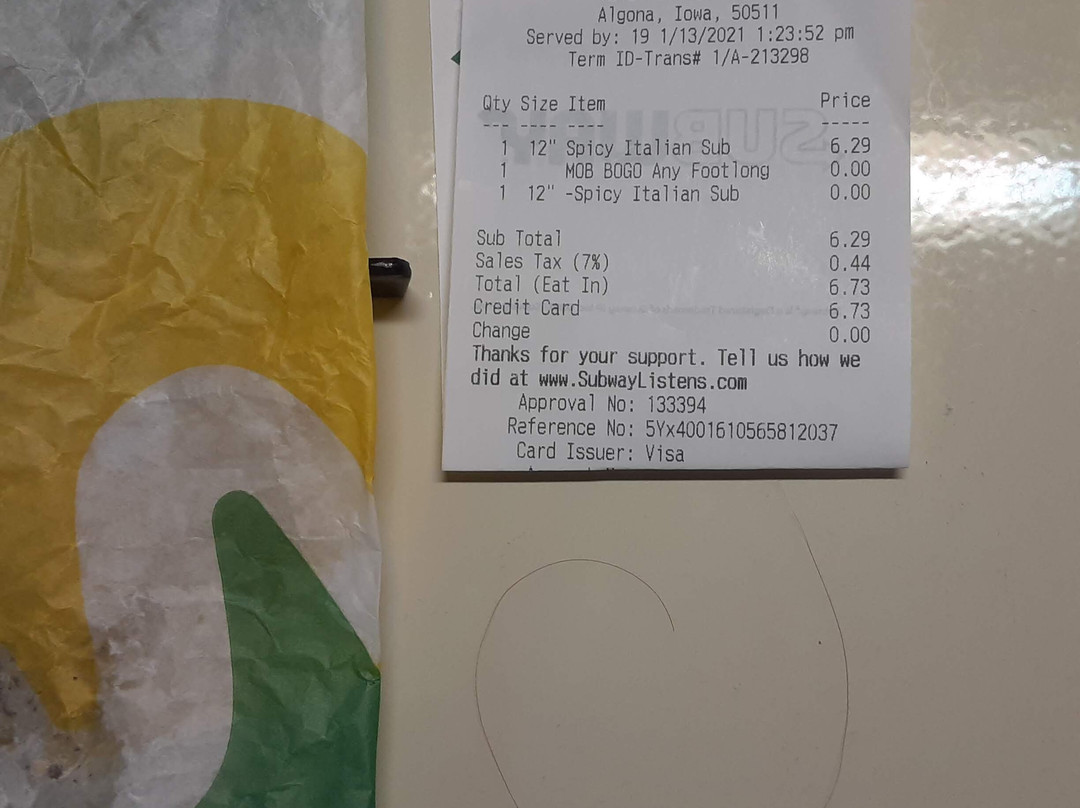 Algona, Iowa, 50511
Served by: 19 1/13/2021 1:23:52 pm
Term ID-Trans# 1/A-213298
Qty Size Item Price
--- ---- ---- -----
1 12" Spicy Italian Sub 6.29
1 MOB BOGO Any Footlong 0.00
1 12" -Spicy Italian Sub 0.00
Sub Total 6.29
Sales Tax (7%) 0.44
Total (Eat In) 6.73
Credit Card 6.73
Change 0.00
Thanks for your support. Tell us how we
did at www.SubwayListens.com
Approval No: 133394
Reference No: 5Yx4001610565812037
Card Issuer: Visa
SUBWAY